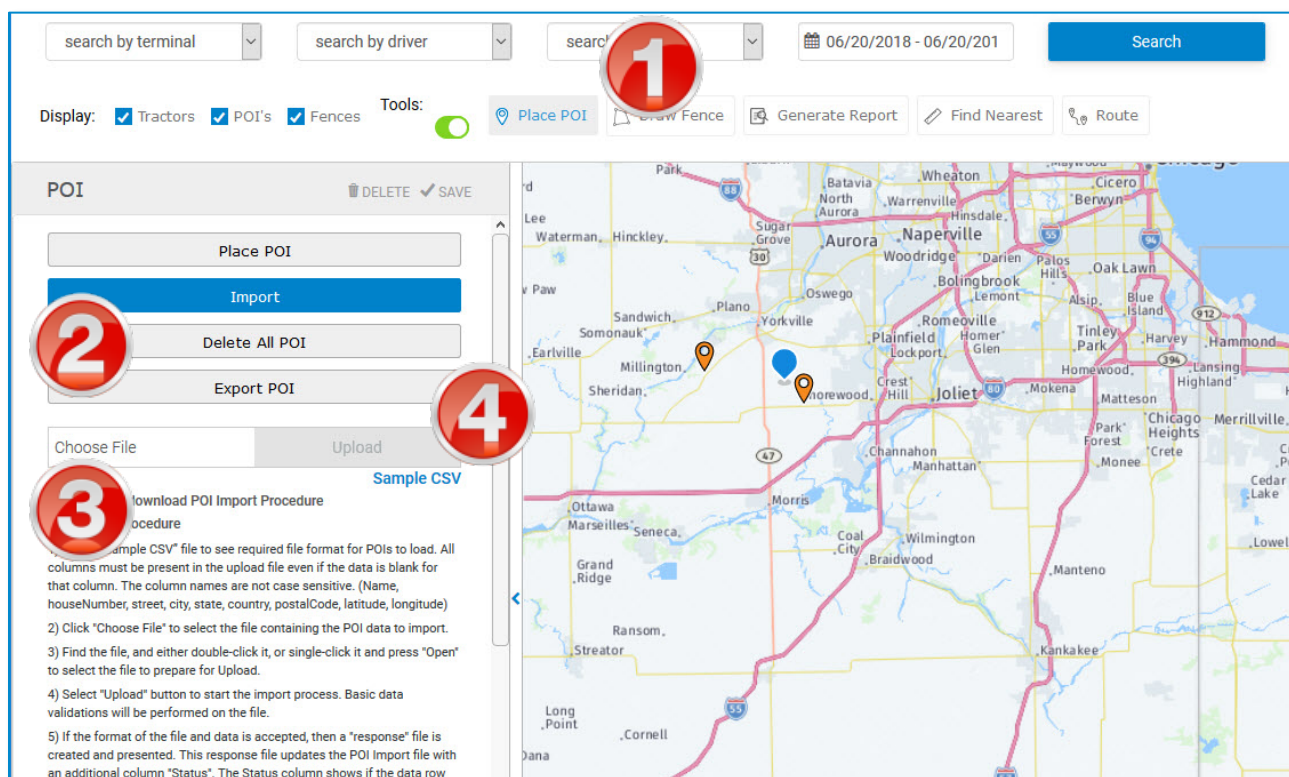 search by terminal
search by driver
1
06/20/2018 - 06/20/201
Search
Display:
Tractors
POI's
Fences
Tools:
Place POI
Fence
Generate Report
Find Nearest
Route
POI
DELETE
SAVE
Place POI
Import
2
Delete All POI
Export POI
4
Choose File
Upload
Sample CSV
3
POI Import Procedure
"Sample CSV" file to see required file format for POIs to load. All
columns must be present in the upload file even if the data is blank for
that column. The column names are not case sensitive. (Name,
houseNumber, street, city, state, country, postalCode, latitude, longitude)
2) Click "Choose File" to select the file containing the POI data to import.
3) Find the file, and either double-click it, or single-click it and press "Open"
to select the file to prepare for Upload.
4) Select "Upload" button to start the import process. Basic data
validations will be performed on the file.
5) If the format of the file and data is accepted, then a "response" file is
created and presented. This response file updates the POI Import file with
an additional column "Status". The Status column shows if the data row
Park
88
Batavia
Wheaton
Cicero
North
Aurora
Warrenville
Berwyn
Lee
Hinsdale
Waterman
Hinckley
Sugar
Grove
Aurora
Naperville
55
94
30
Woodridge
Darien
Palos
Hills
Oak Lawn
Paw
Bolingbrook
Oswego
Lemont
Alsip
Blue
Island
Plano
912
Sandwich
Yorkville
Romeoville
Somonauk
Plainfield
Homer
Glen
Tinley
Park
Harvey
Hammond
Earlville
Lockport
394
Millington
Homewood
Lansing
Sheridan
Crest
Hill
Joliet
80
Mokena
Highland
Matteson
Chicago
Heights
Merrillville
Park
Forest
47
Channahon
Crete
Manhattan
Monee
Cedar
Lake
Morris
Ottawa
Marseilles
Seneca
Coal
City
Wilmington
Braidwood
Grand
Ridge
Manteno
Ransom
Streator
Kankakee
Long
Point
55
Cornell